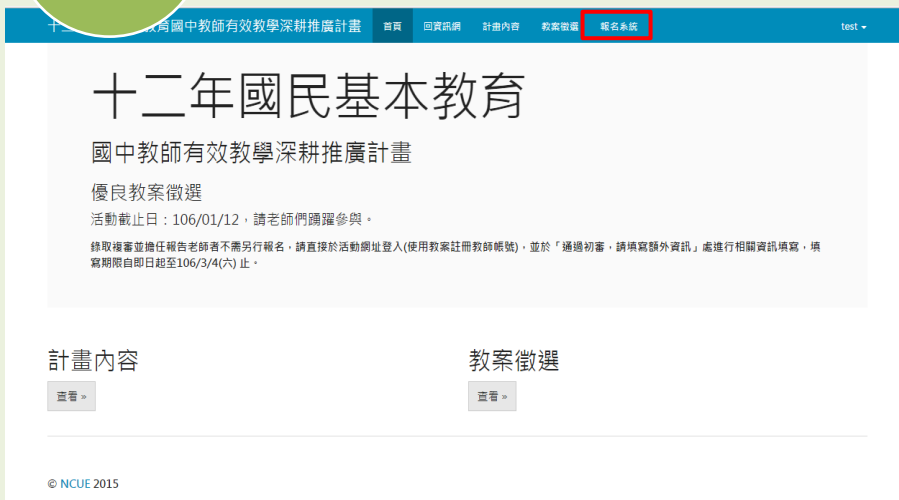 十二 教育國中教師有效教學深耕推廣計畫 首頁 回資訊網 計畫內容 教案徵選 報名系統 test
十二年國民基本教育
國中教師有效教學深耕推廣計畫
優良教案徵選
活動截止日：106/01/12，請老師們踴躍參與。
錄取複審並擔任報告老師者不需另行報名，請直接於活動網址登入(使用教案註冊教師帳號)，並於「通過初審，請填寫額外資訊」處進行相關資訊填寫，填
寫期限自即日起至106/3/4(六) 止。
計畫內容
查看 »
教案徵選
查看 »
© NCUE 2015